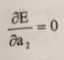 ∂E/∂a₂ = 0